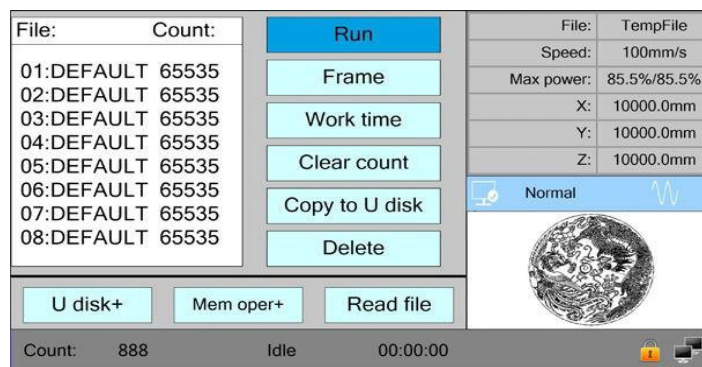 File: Count:
01:DEFAULT 65535
02:DEFAULT 65535
03:DEFAULT 65535
04:DEFAULT 65535
05:DEFAULT 65535
06:DEFAULT 65535
07:DEFAULT 65535
08:DEFAULT 65535
Run
Frame
Work time
Clear count
Copy to U disk
Delete
U disk+ Mem oper+ Read file
File: TempFile
Speed: 100mm/s
Max power: 85.5%/85.5%
X: 10000.0mm
Y: 10000.0mm
Z: 10000.0mm
Normal
Count: 888 Idle 00:00:00